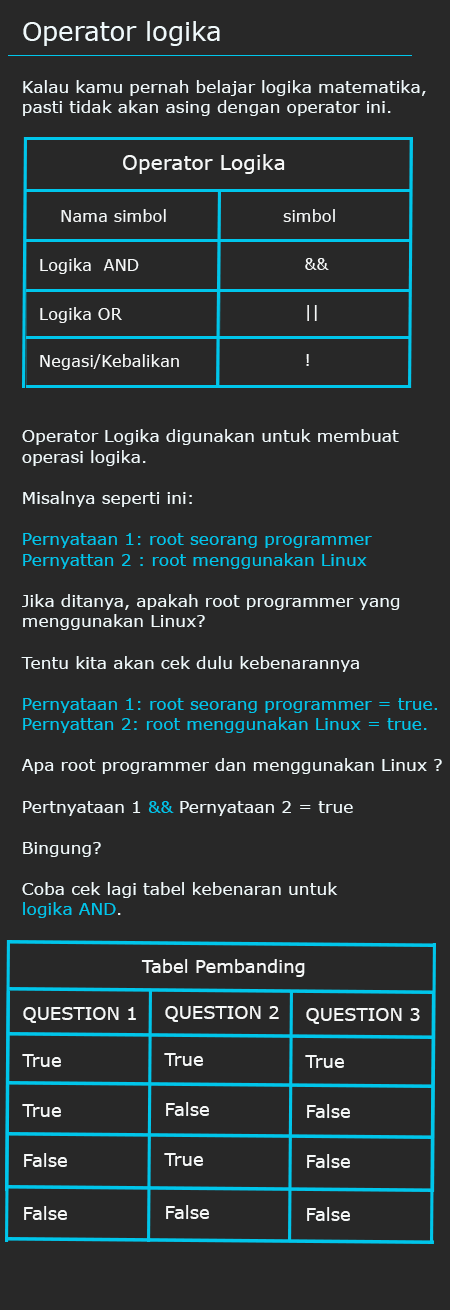 Operator logika
Kalau kamu pernah belajar logika matematika,
pasti tidak akan asing dengan operator ini.
Operator Logika
Nama simbol simbol
Logika AND &&
Logika OR ||
Negasi/Kebalikan !
Operator Logika digunakan untuk membuat
operasi logika.
Misalnya seperti ini:
Pernyataan 1: root seorang programmer
Pernyattan 2 : root menggunakan Linux
Jika ditanya, apakah root programmer yang
menggunakan Linux?
Tentu kita akan cek dulu kebenarannya
Pernyataan 1: root seorang programmer = true.
Pernyattan 2: root menggunakan Linux = true.
Apa root programmer dan menggunakan Linux ?
Pertnyataan 1 && Pernyataan 2 = true
Bingung?
Coba cek lagi tabel kebenaran untuk
logika AND.
Tabel Pembanding
QUESTION 1 QUESTION 2 QUESTION 3
True True True
True False False
False True False
False False False